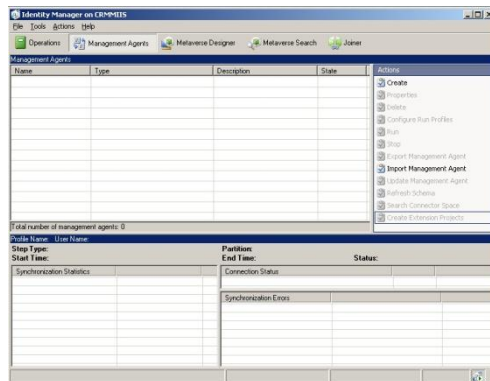 Identity Manager on CRMMIIS
File Tools Actions Help
Operations Management Agents Metaverse Designer Metaverse Search Joiner
Management Agents
Name Type Description State
Actions
Create
Properties
Delete
Configure Run Profiles
Run
Stop
Export Management Agent
Import Management Agent
Update Management Agent
Refresh Schema
Search Connector Space
Create Extension Projects
Total number of management agents: 0
Profile Name: User Name:
Step Type: Partition:
Start Time: End Time: Status:
Synchronization Statistics Connection Status
Synchronization Errors